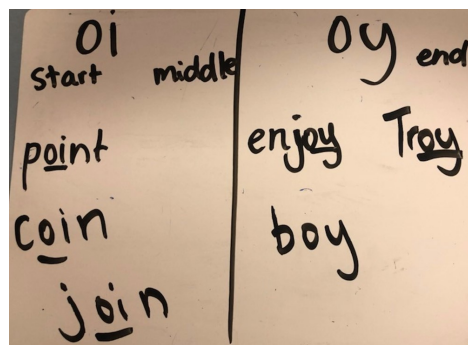 oi
start middle
point
coin
join
oy
end
enjoy Troy
boy